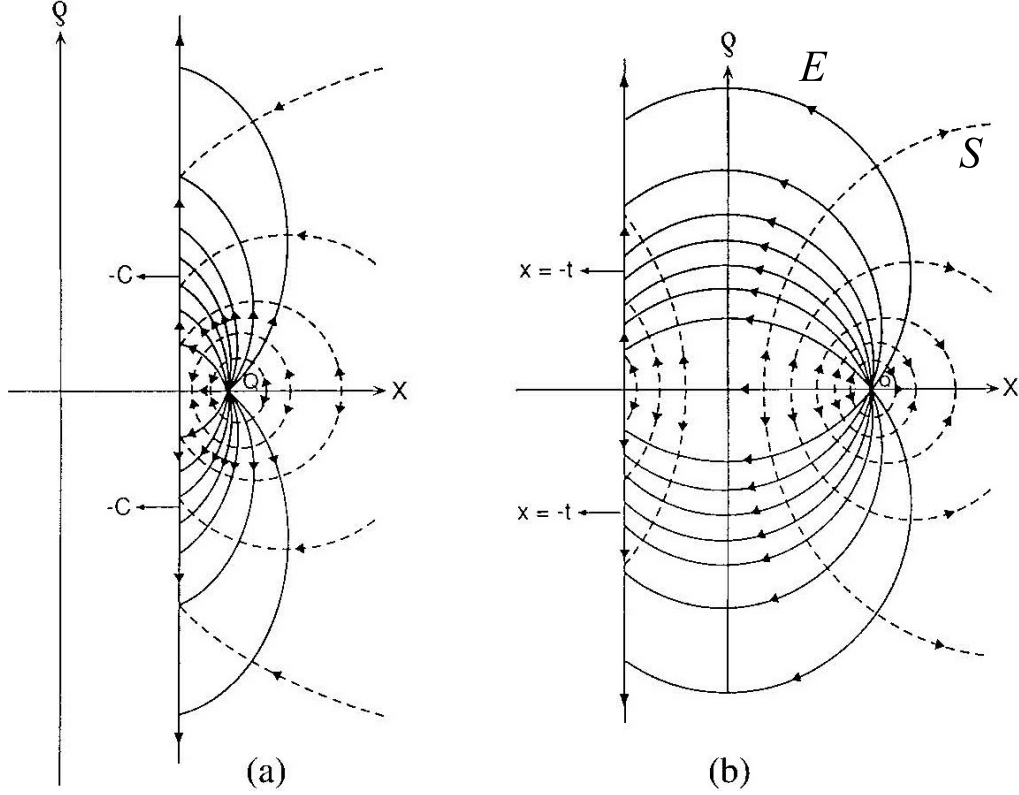 ρ
-C
Q
X
-C
(a)
ρ
E
S
x = -t
Q
X
x = -t
(b)